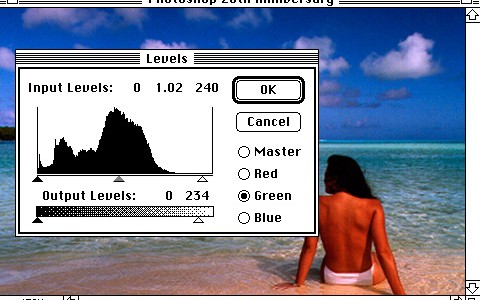 Photoshop 20th Anniversary
Levels
Input Levels: 0 1.02 240
OK
Cancel
Master
Red
Output Levels: 0 234
Green
Blue